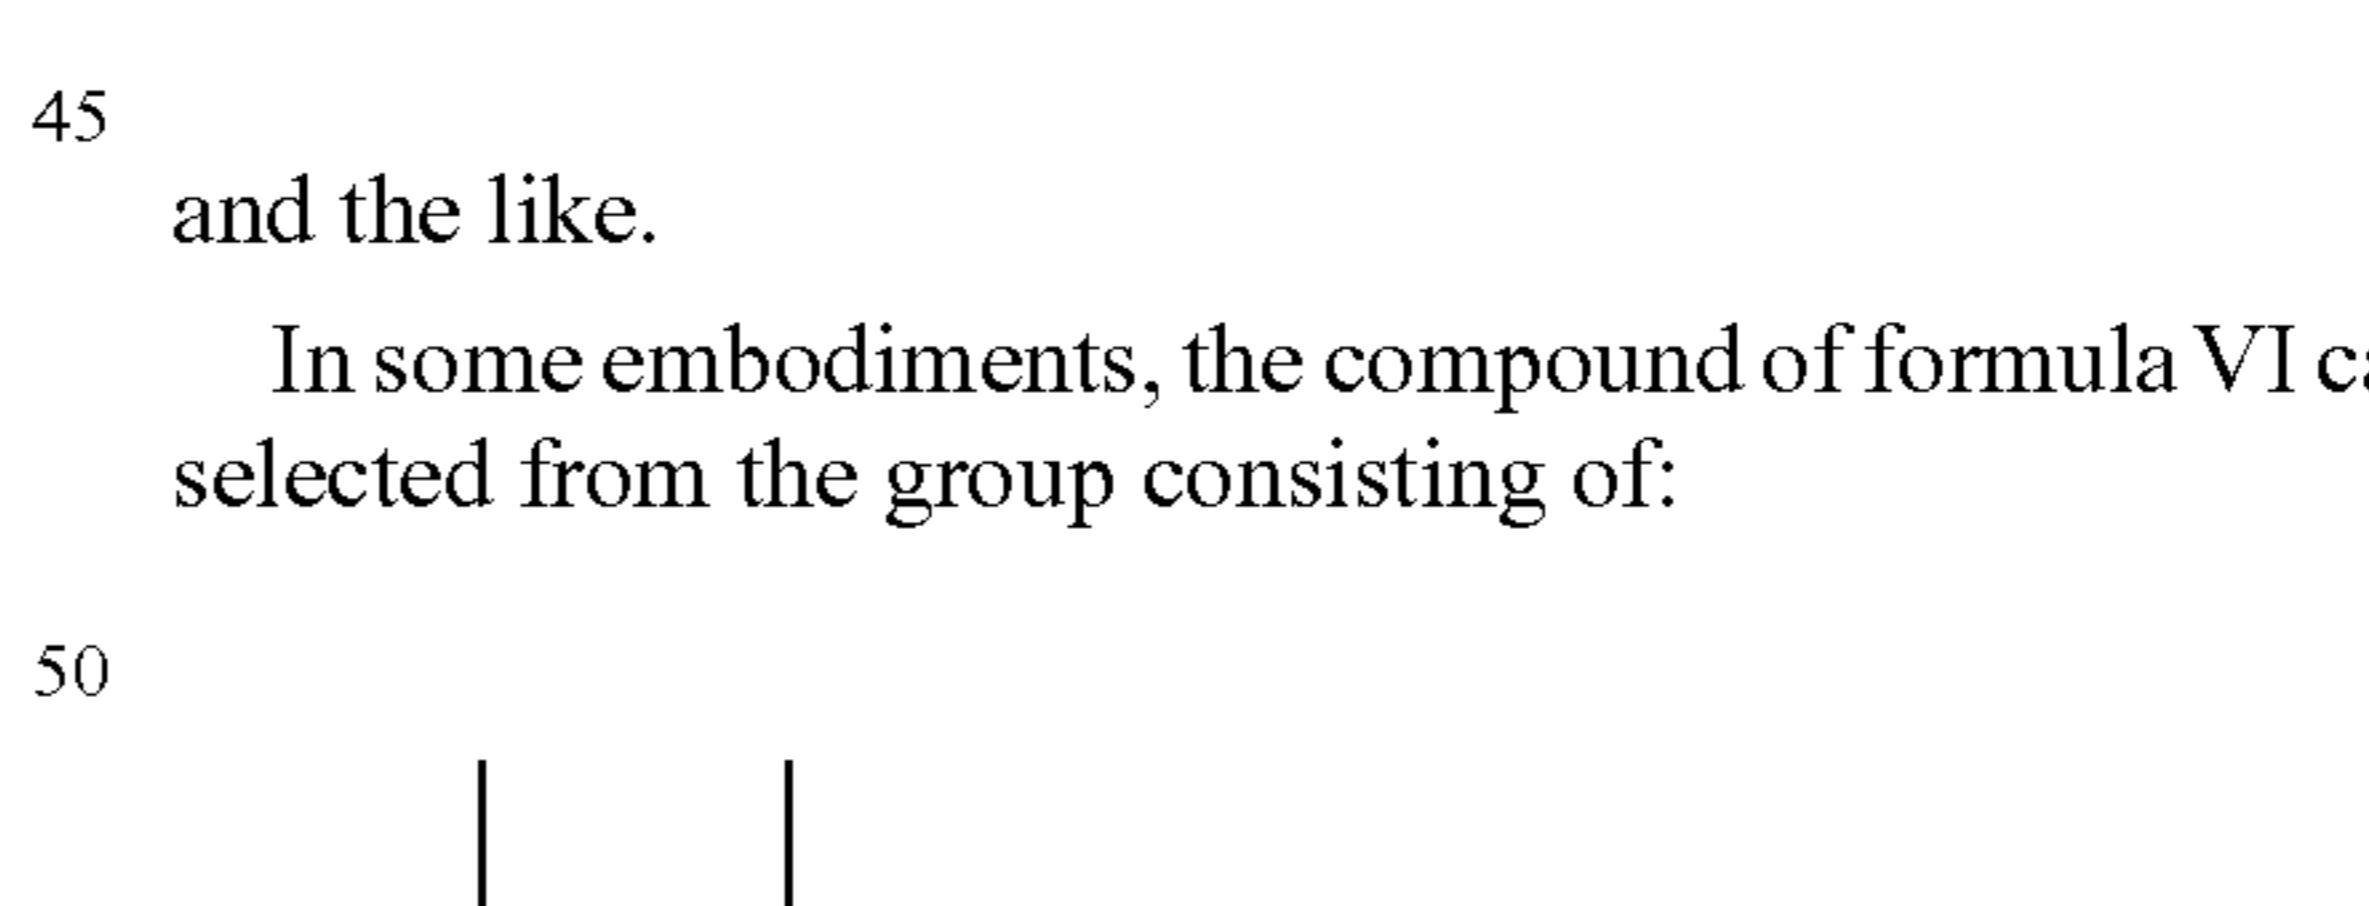 45
and the like.
In some embodiments, the compound of formula VI
selected from the group consisting of:
50